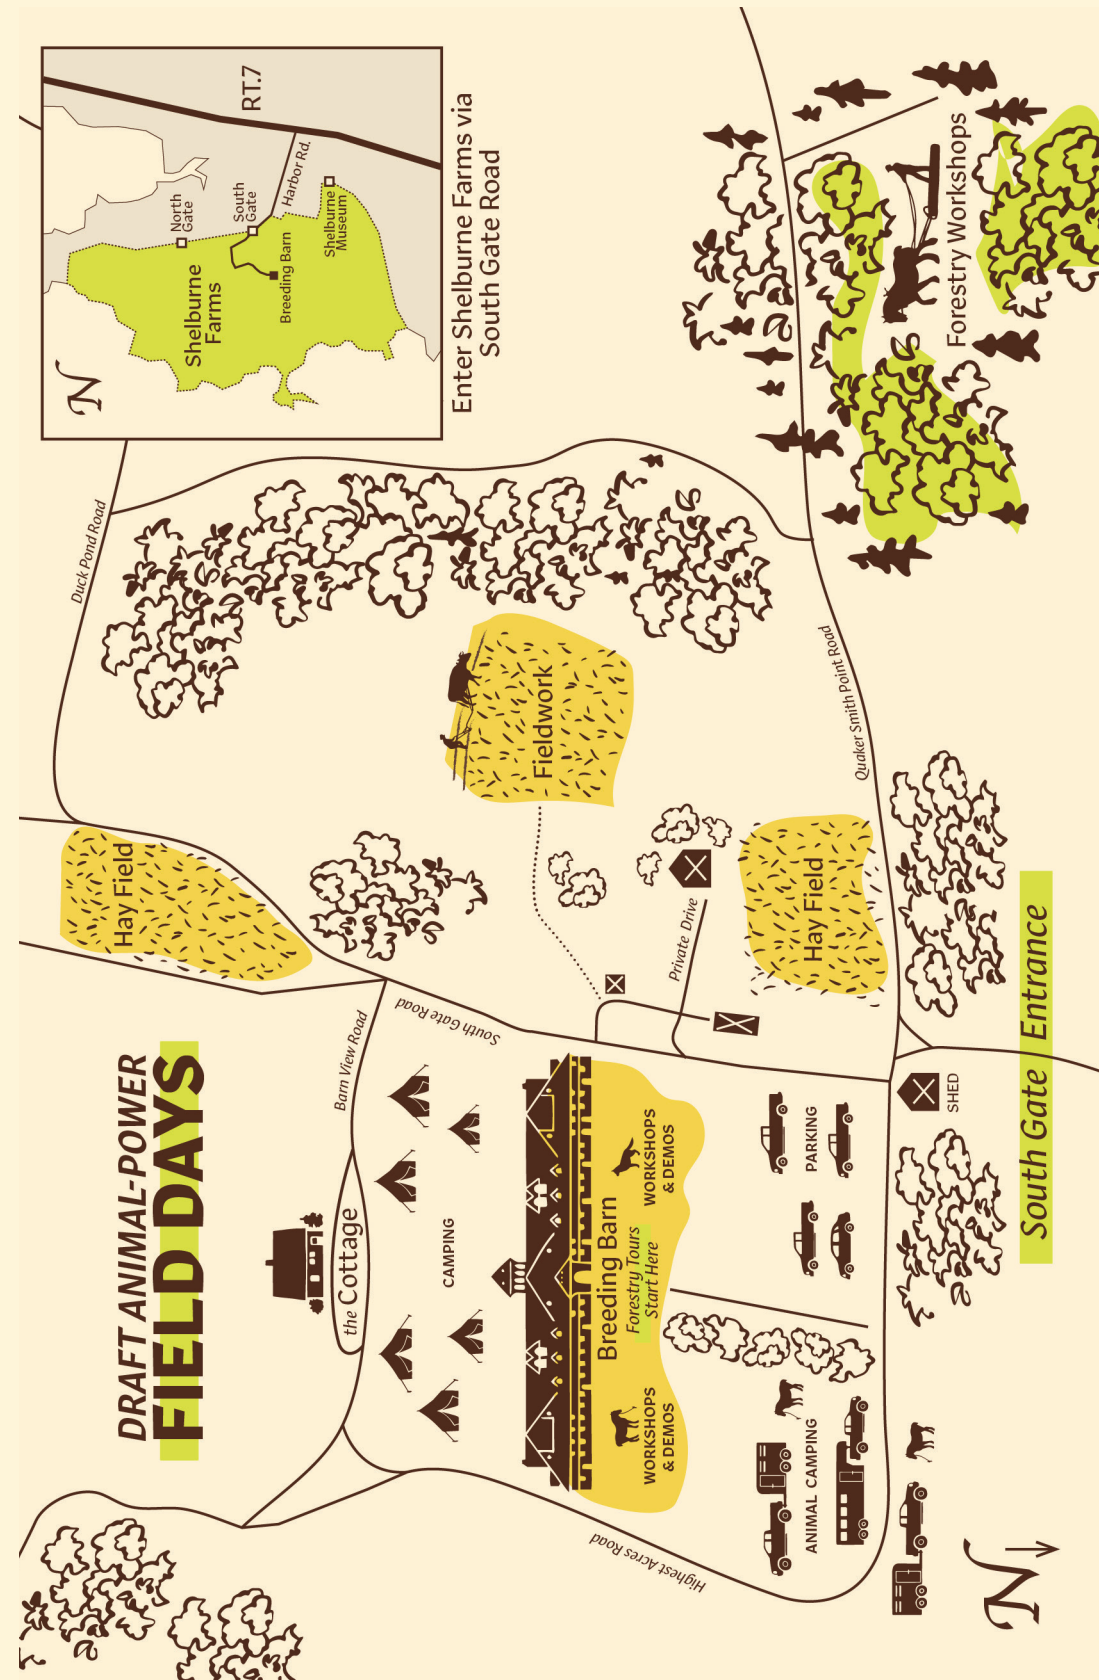 DRAFT ANIMAL-POWER
FIELD DAYS
the Cottage
Barn View Road
South Gate Road
CAMPING
Breeding Barn
Forestry Tours
Start Here
WORKSHOPS
& DEMOS
WORKSHOPS
& DEMOS
Highest Acres Road
ANIMAL CAMPING
PARKING
SHED
South Gate Entrance
N
Hay Field
Duck Pond Road
Fieldwork
Private Drive
Hay Field
Quaker Smith Point Road
Forestry Workshops
N
Shelburne
Farms
North
Gate
South
Gate
Breeding Barn
Harbor Rd.
Shelburne
Museum
RT.7
Enter Shelburne Farms via
South Gate Road